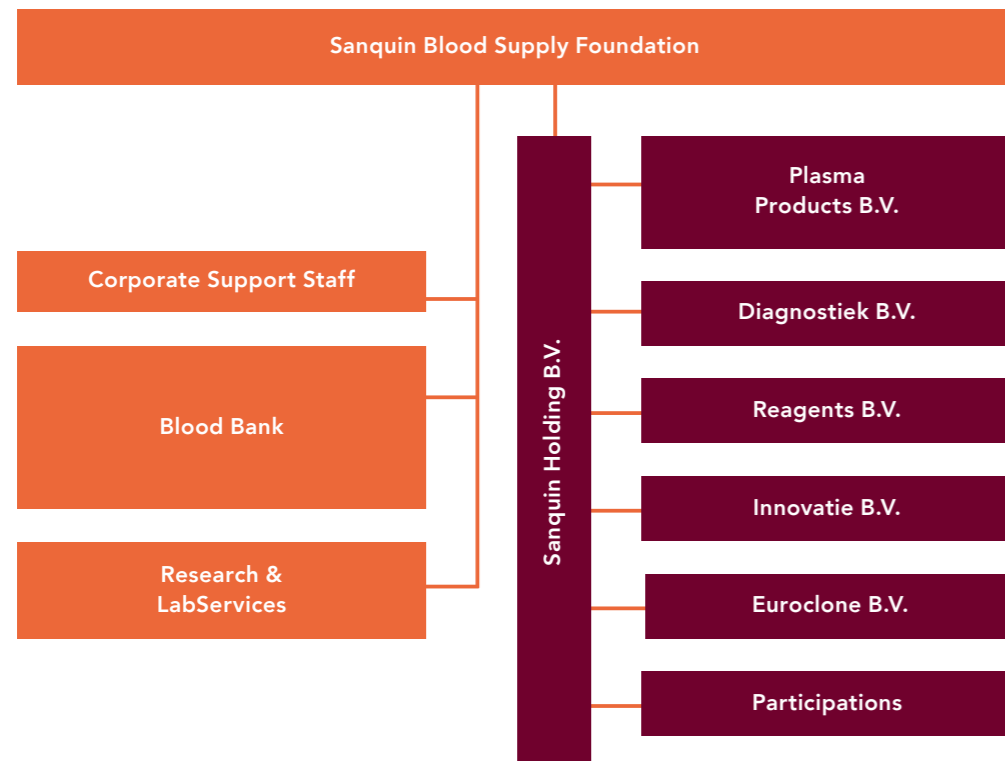 Sanquin Blood Supply Foundation
Corporate Support Staff
Blood Bank
Research &
LabServices
Sanquin Holding B.V.
Plasma
Products B.V.
Diagnostiek B.V.
Reagents B.V.
Innovatie B.V.
Euroclone B.V.
Participations